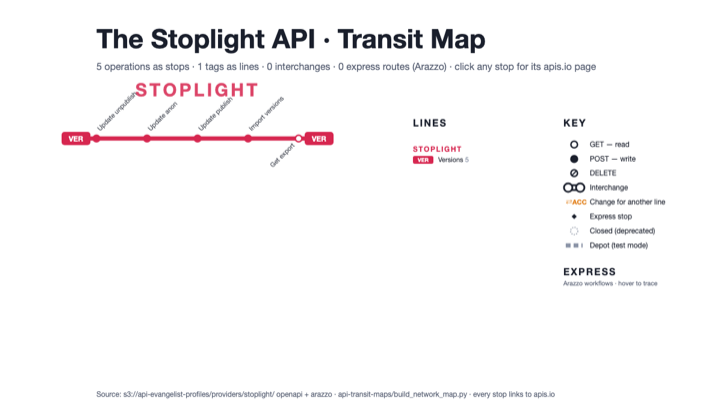 The Stoplight API · Transit Map
5 operations as stops · 1 tags as lines · 0 interchanges · 0 express routes (Arazzo) · click any stop for its apis.io page
STOPLIGHT
Update unpublish
Update anon
Update publish
Import versions
VER
VER
Get export
LINES
STOPLIGHT
VER Versions 5
KEY
GET — read
POST — write
DELETE
Interchange
ACC Change for another line
Express stop
Closed (deprecated)
Depot (test mode)
EXPRESS
Arazzo workflows · hover to trace
Source: s3://api-evangelist-profiles/providers/stoplight/ openapi + arazzo · api-transit-maps/build_network_map.py · every stop links to apis.io